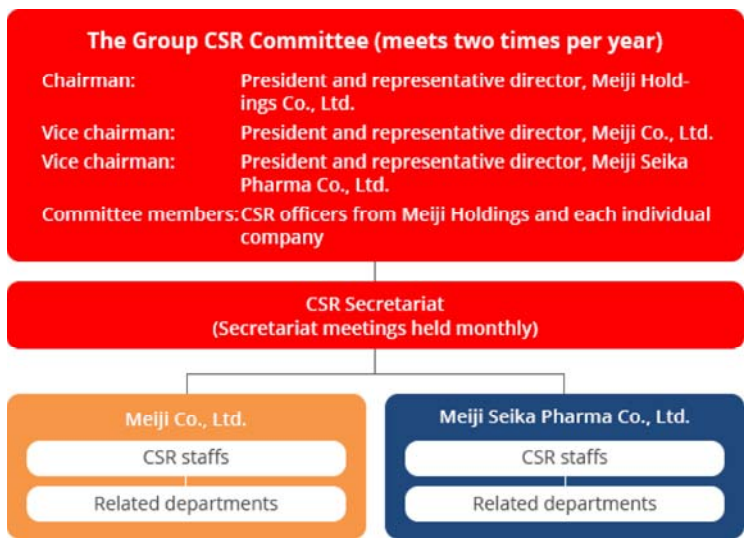 The Group CSR Committee (meets two times per year)
Chairman: President and representative director, Meiji Hold-
ings Co., Ltd.
Vice chairman: President and representative director, Meiji Co., Ltd.
Vice chairman: President and representative director, Meiji Seika
Pharma Co., Ltd.
Committee members: CSR officers from Meiji Holdings and each individual
company
CSR Secretariat
(Secretariat meetings held monthly)
Meiji Co., Ltd.
CSR staffs
Related departments
Meiji Seika Pharma Co., Ltd.
CSR staffs
Related departments